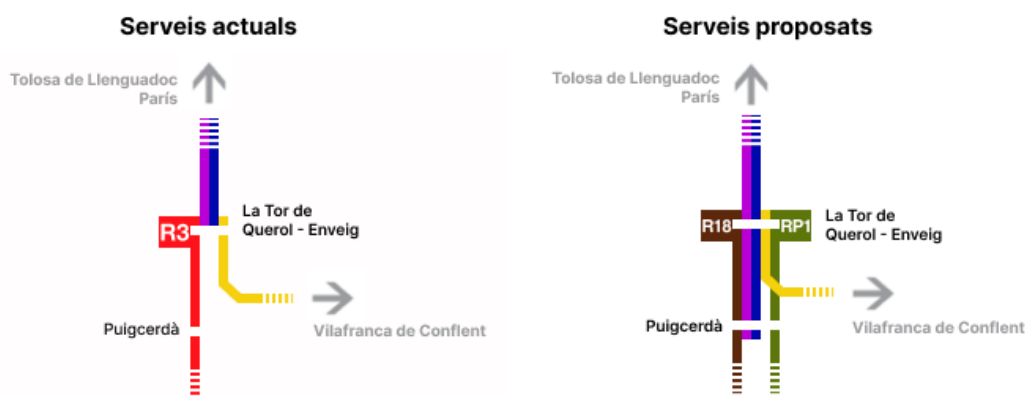 Serveis actuals
Tolosa de Llenguadoc
París
R3
La Tor de
Querol - Enveig
Puigcerdà
Vilafranca de Conflent
Serveis proposats
Tolosa de Llenguadoc
París
R18
RP1
La Tor de
Querol - Enveig
Puigcerdà
Vilafranca de Conflent